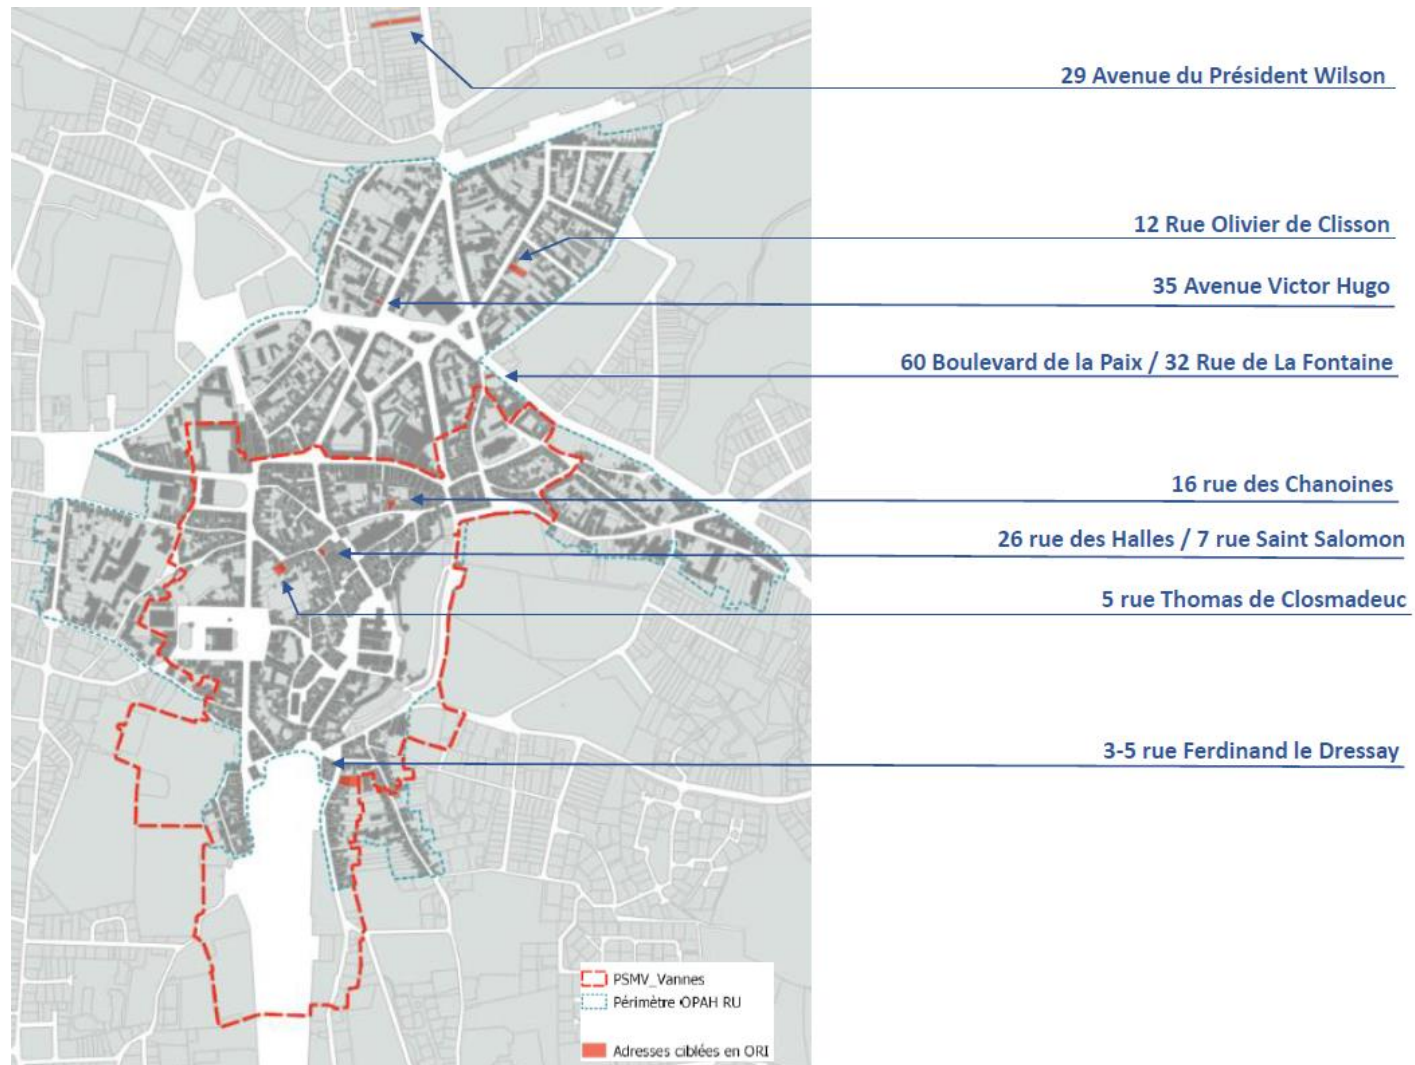 29 Avenue du Président Wilson
12 Rue Olivier de Clisson
35 Avenue Victor Hugo
60 Boulevard de la Paix / 32 Rue de La Fontaine
16 rue des Chanoines
26 rue des Halles / 7 rue Saint Salomon
5 rue Thomas de Closmadeuc
3-5 rue Ferdinand le Dressay
PSMV_Vannes
Périmètre OPAH RU
Adresses ciblées en ORI